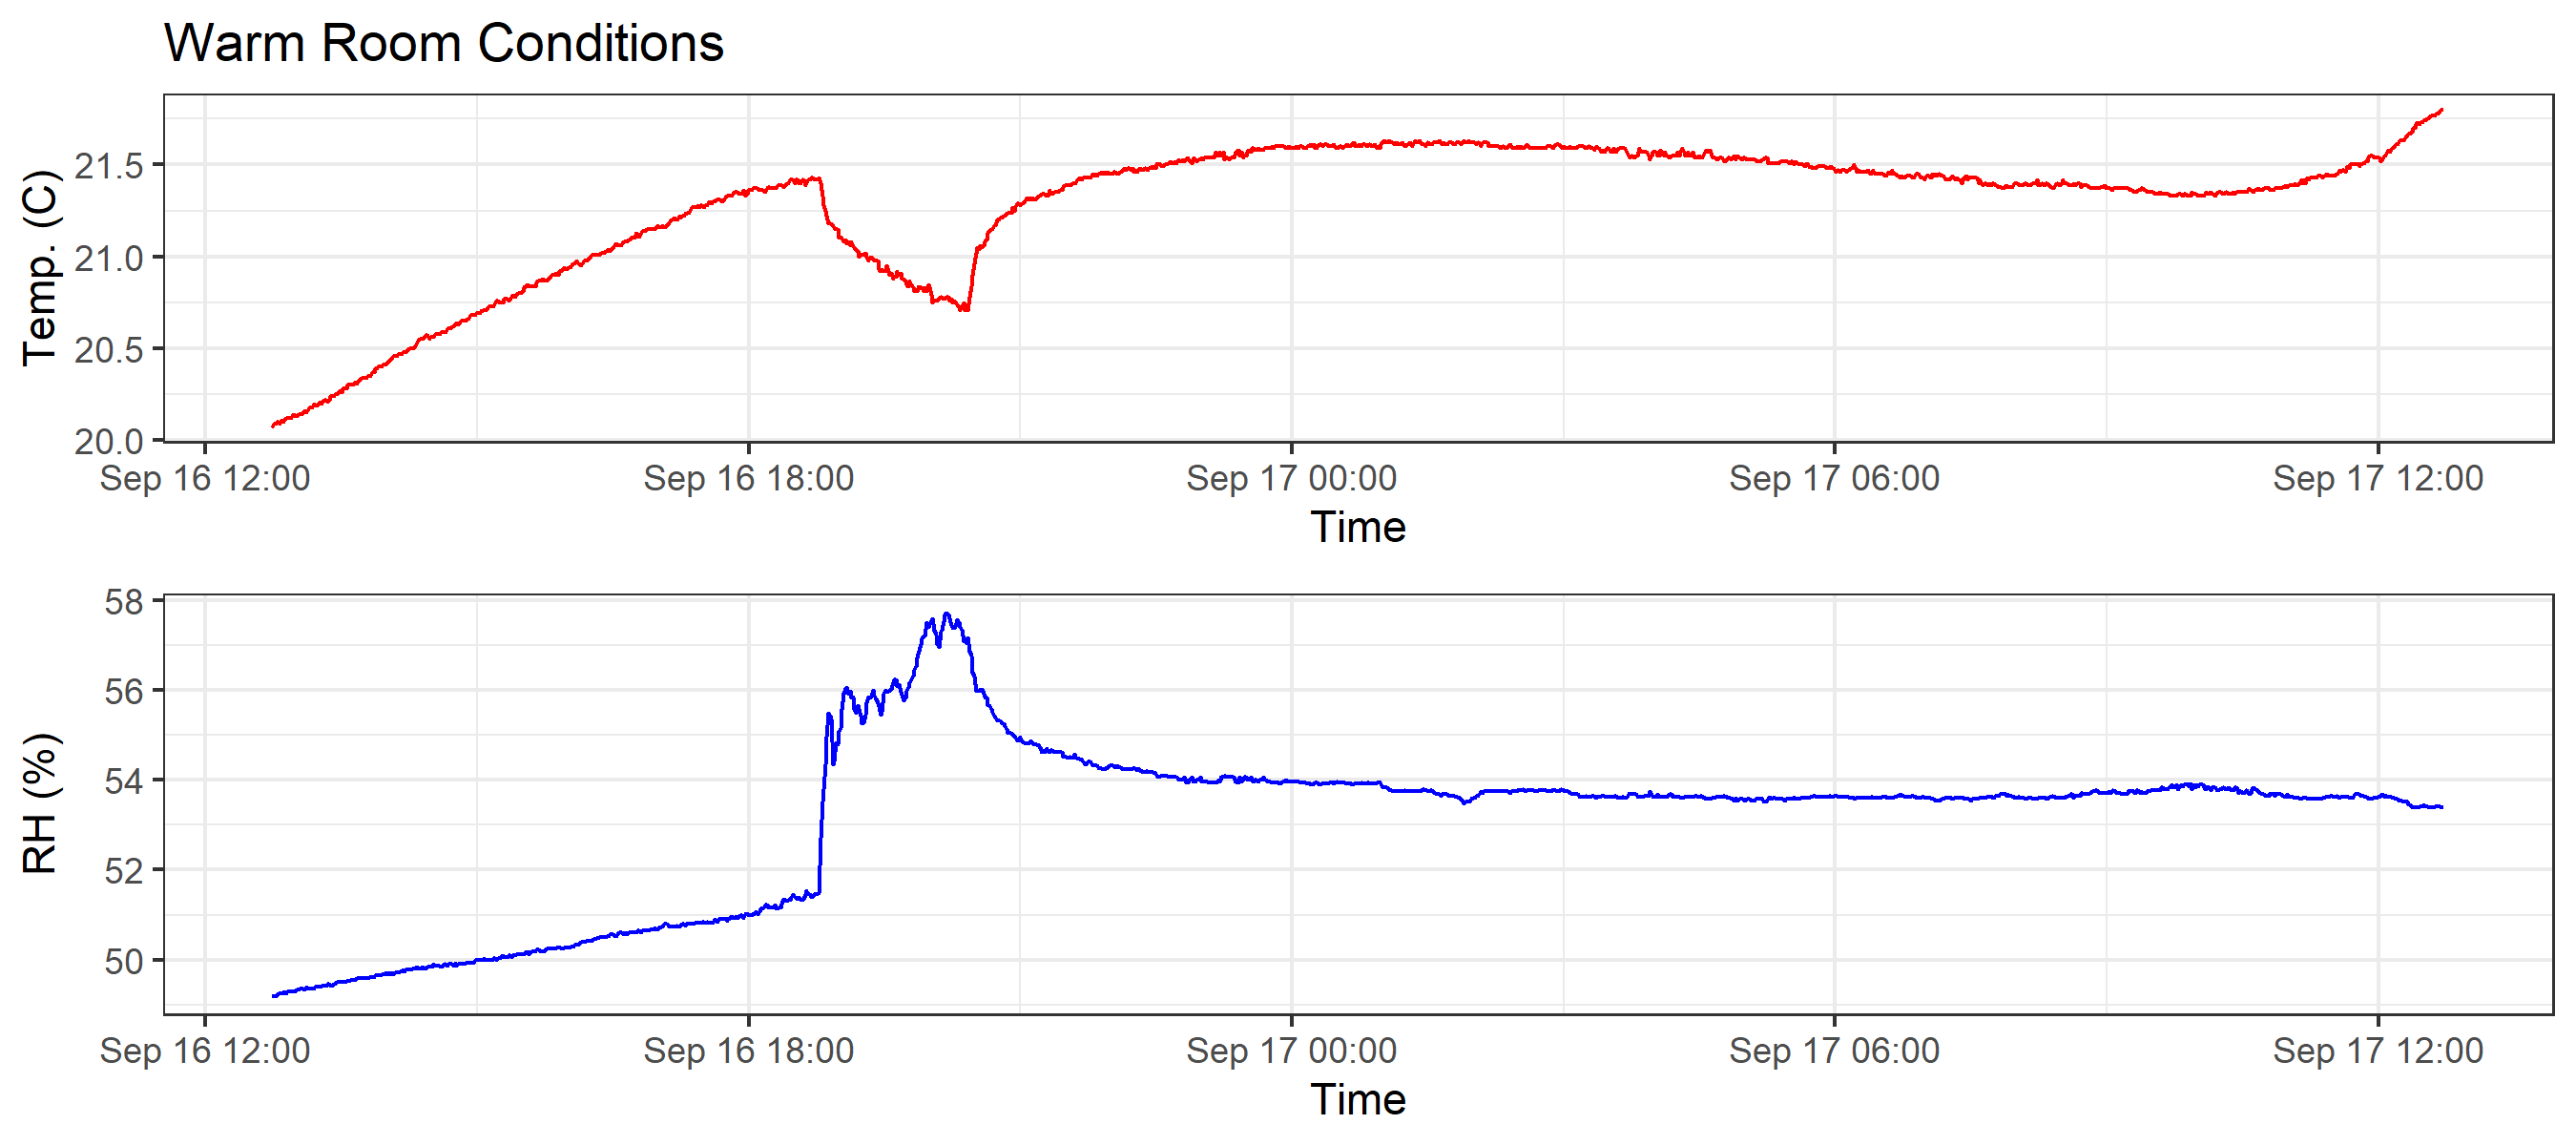 Warm Room Conditions
Temp. (C)
21.5
21.0
20.5
20.0
Sep 16 12:00 Sep 16 18:00 Sep 17 00:00 Sep 17 06:00 Sep 17 12:00
Time
RH (%)
58
56
54
52
50
Sep 16 12:00 Sep 16 18:00 Sep 17 00:00 Sep 17 06:00 Sep 17 12:00
Time